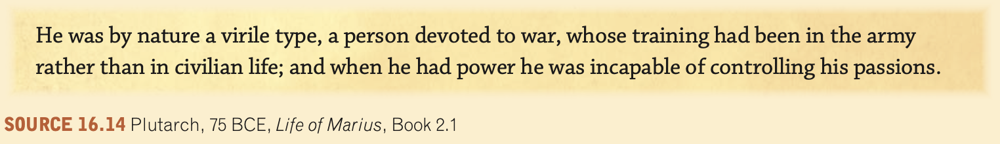 He was by nature a virile type, a person devoted to war, whose training had been in the army
rather than in civilian life; and when he had power he was incapable of controlling his passions.
SOURCE 16.14 Plutarch, 75 BCE, Life of Marius, Book 2.1